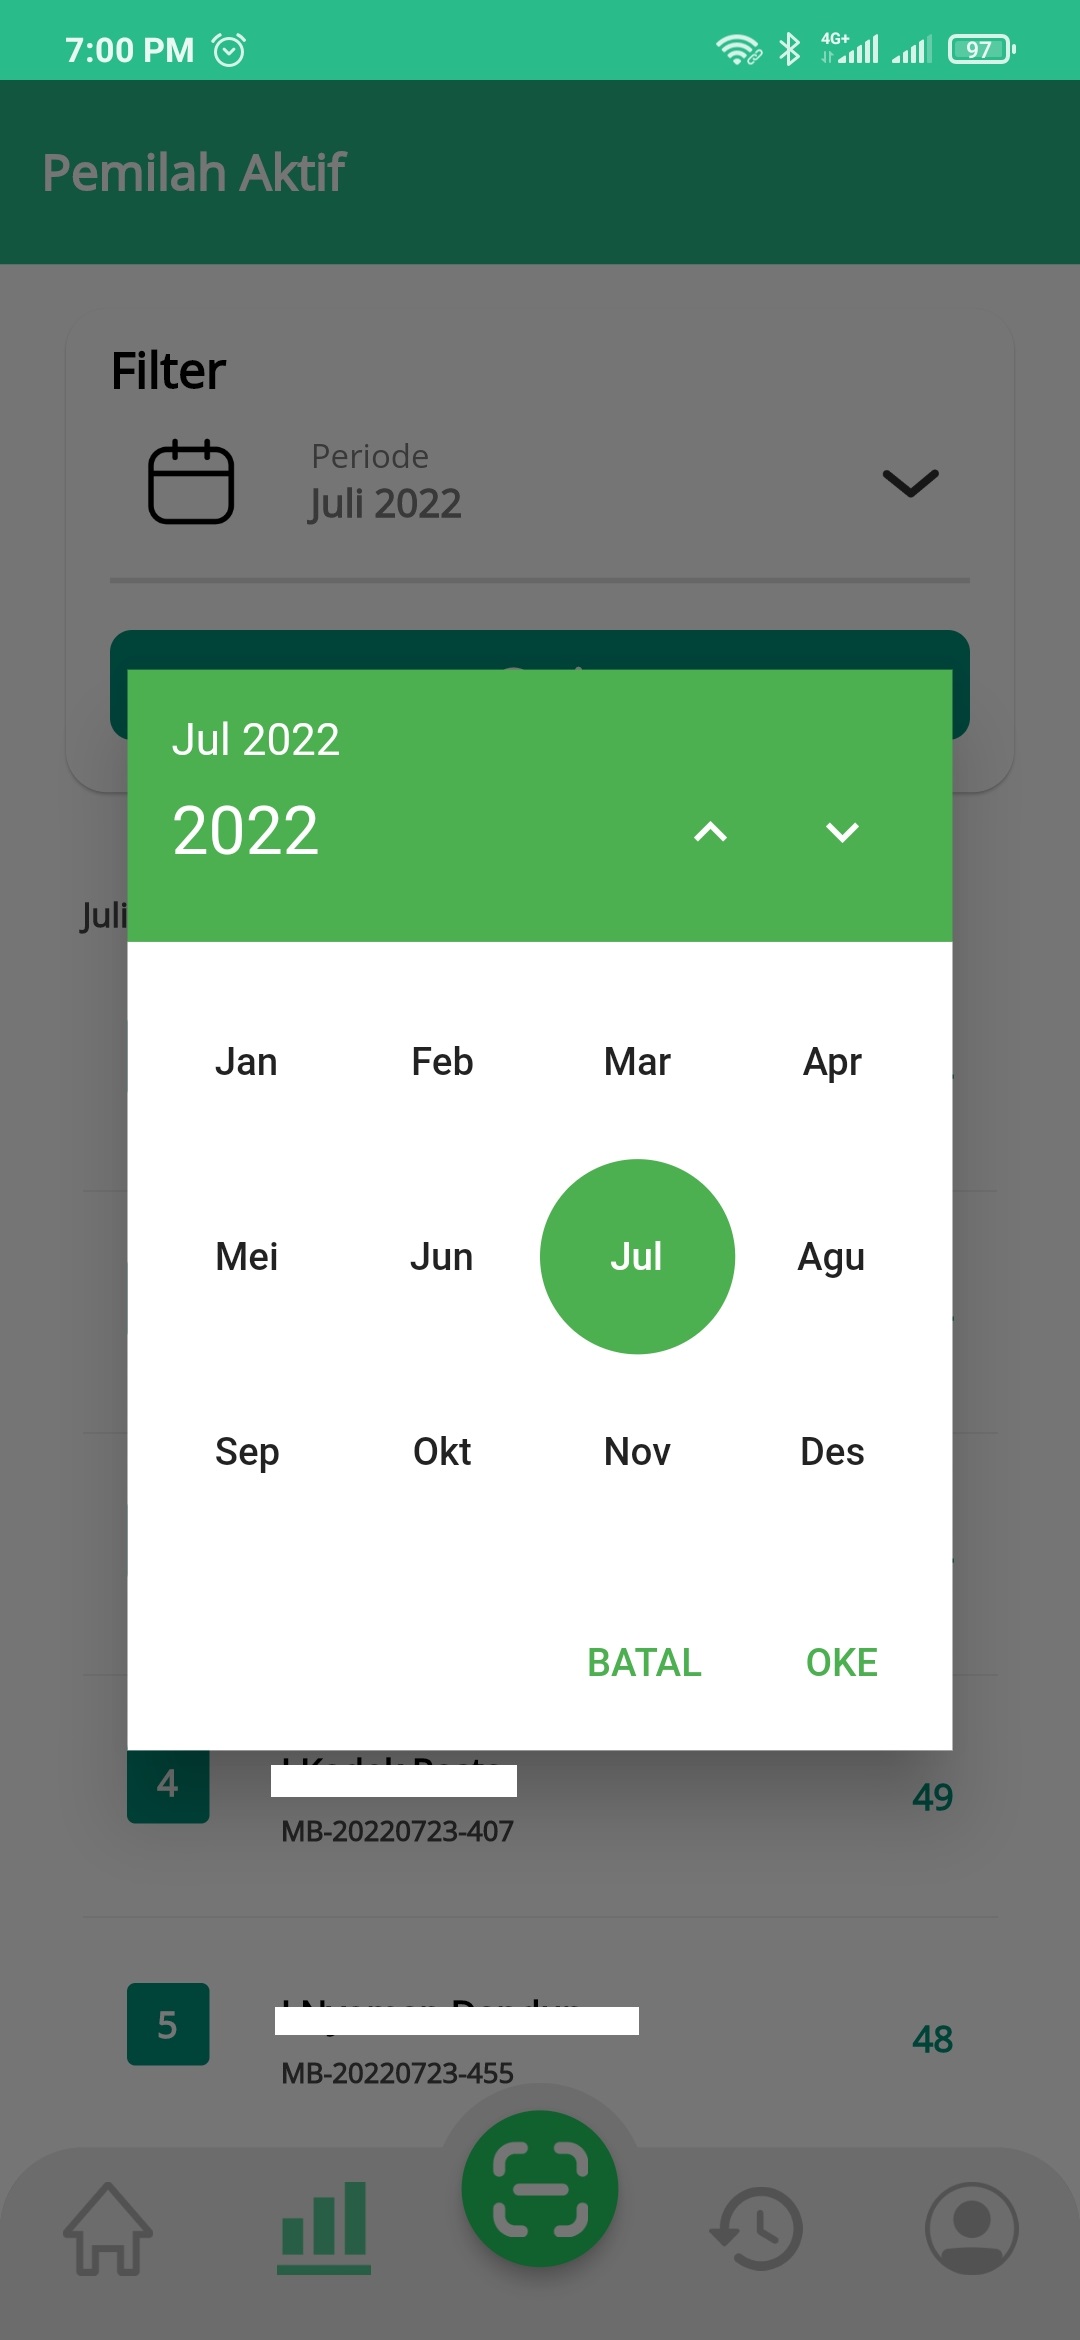 7:00 PM
4G+
97
Pemilah Aktif
Filter
Periode
Juli 2022
Jul 2022
2022
Juli
Jan Feb Mar Apr
Mei Jun Jul Agu
Sep Okt Nov Des
BATAL OKE
4
49
MB-20220723-407
5
48
MB-20220723-455